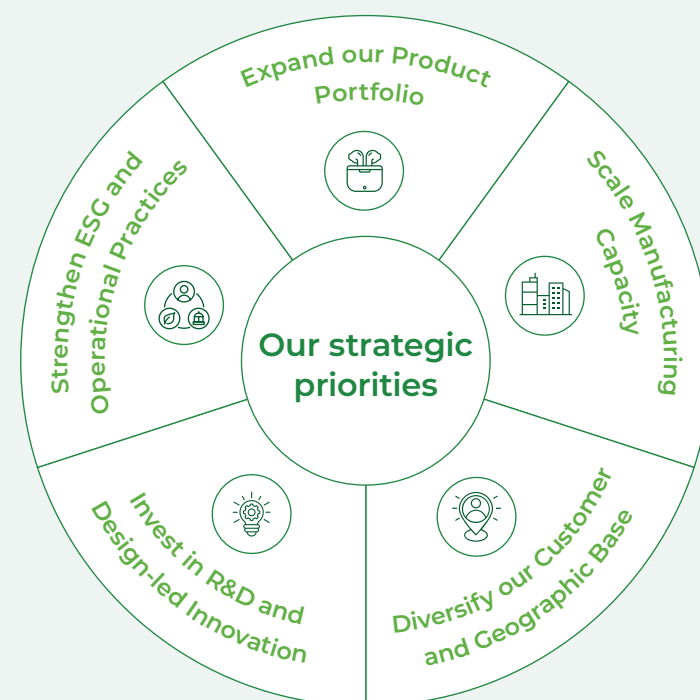 Expand our Product
Portfolio
Scale Manufacturing
Capacity
Diversify our Customer
and Geographic Base
Invest in R&D and
Design-led Innovation
Strengthen ESG and
Operational Practices
Our strategic
priorities